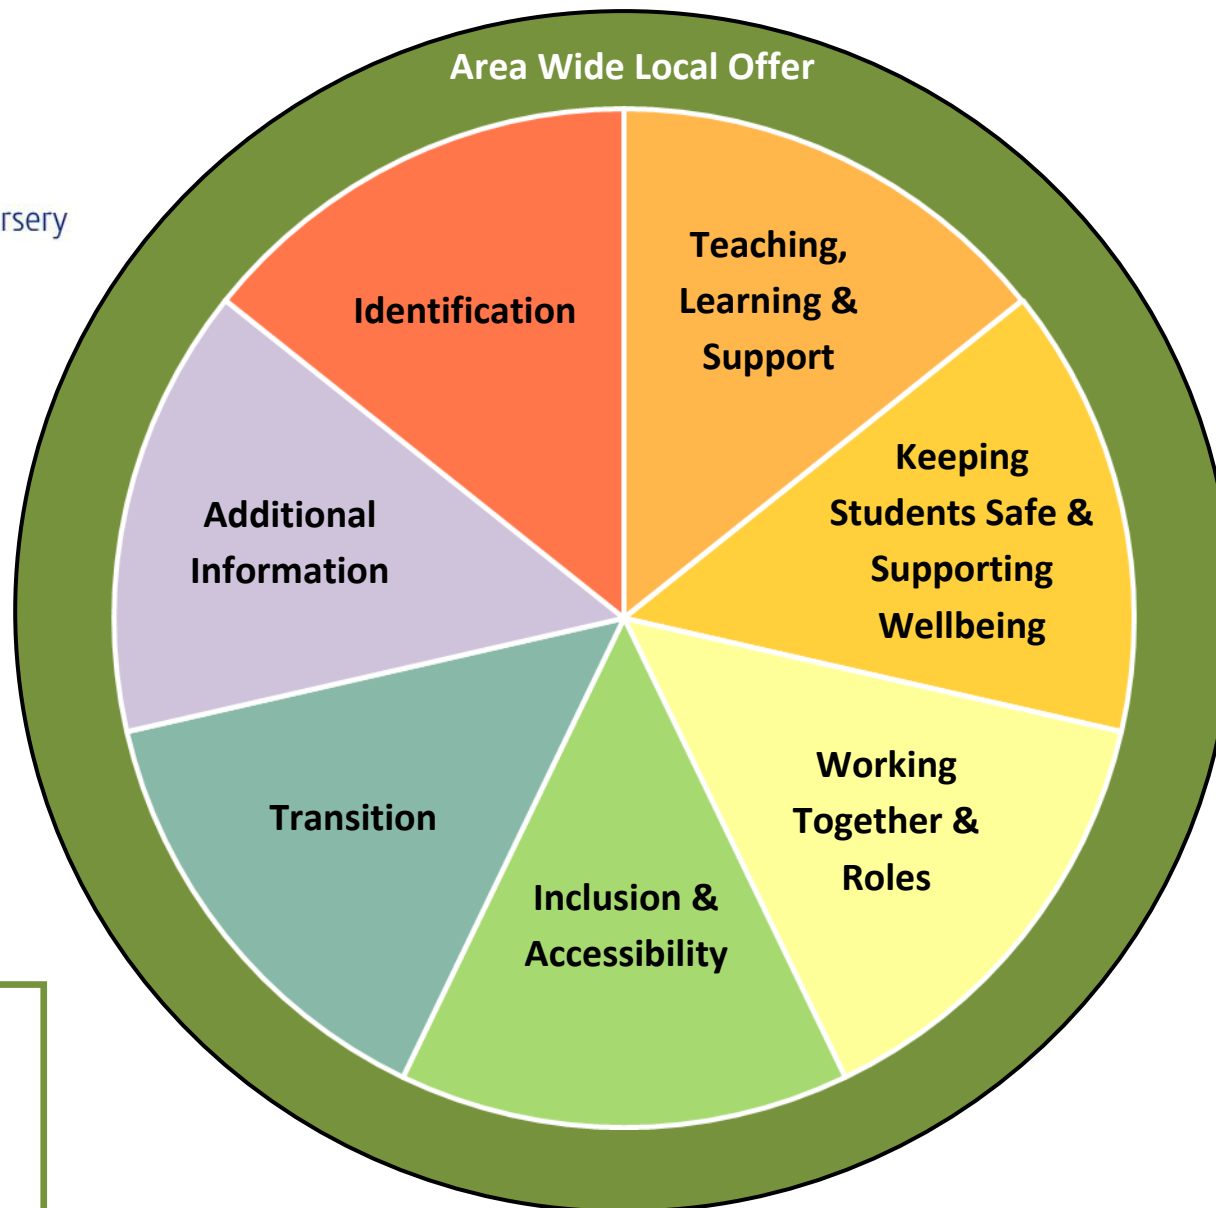 Area Wide Local Offer
Identification
Teaching,
Learning &
Support
Keeping
Students Safe &
Supporting
Wellbeing
Working
Together &
Roles
Inclusion &
Accessibility
Transition
Additional
Information